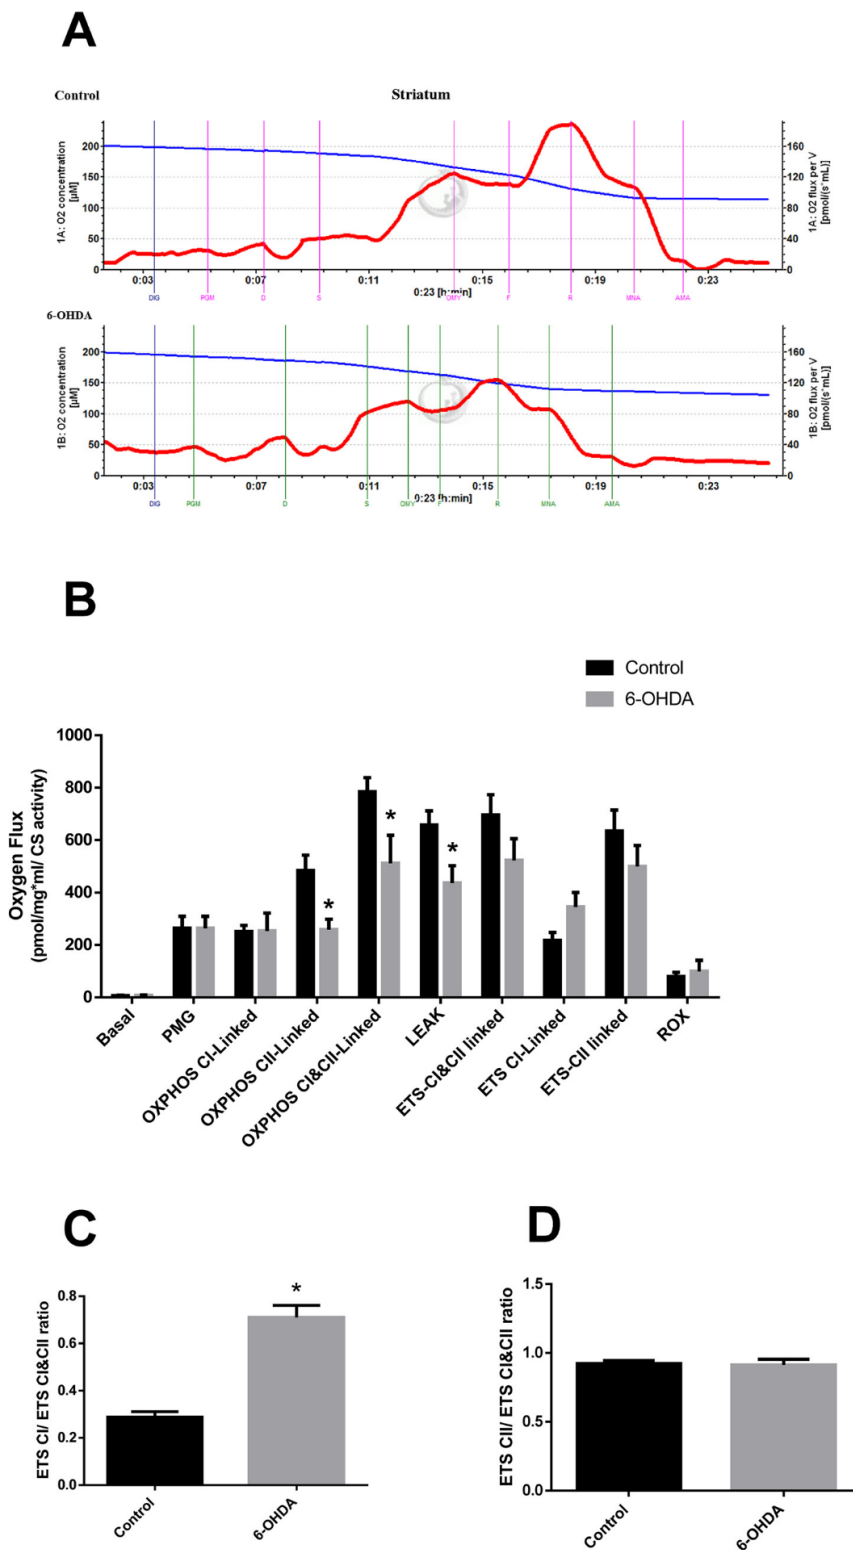 A
Control
Striatum
1A: O2 concentration
[µM]
200
150
100
50
0
160
120
80
40
0
1A: O2 flux per V
[pmol/(s*mL)]
0:03
0:07
0:11
0:15
0:19
0:23
0:23 [h:min]
DIG
PGM
D
S
OMY
F
R
MNA
AMA
6-OHDA
1B: O2 concentration
[µM]
200
150
100
50
0
160
120
80
40
0
1B: O2 flux per V
[pmol/(s*mL)]
0:03
0:07
0:11
0:15
0:19
0:23
0:23 [h:min]
DIG
PGM
D
S
OMY
F
R
MNA
AMA
B
Control
6-OHDA
Oxygen Flux
(pmol/mg*ml/ CS activity)
1000
800
600
400
200
0
*
*
*
Basal
PMG
OXPHOS CI-Linked
OXPHOS CII-Linked
OXPHOS CI&CII-Linked
LEAK
ETS-CI&CII linked
ETS CI-Linked
ETS-CII linked
ROX
C
ETS CI/ ETS CI&CII ratio
0.8
0.6
0.4
0.2
0.0
*
Control
6-OHDA
D
ETS CII/ ETS CI&CII ratio
1.5
1.0
0.5
0.0
Control
6-OHDA